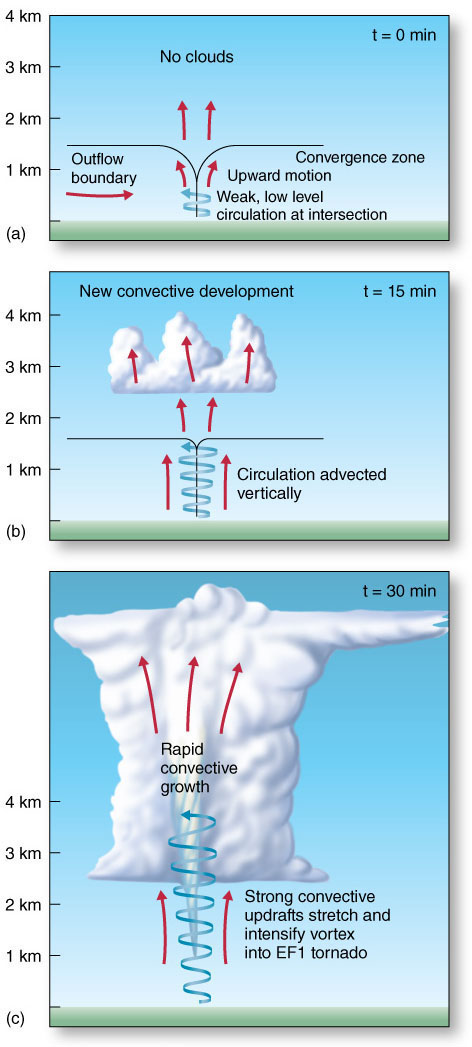 4 km
t = 0 min
No clouds
3 km
2 km
Outflow
boundary
Convergence zone
1 km
Upward motion
Weak, low level
circulation at intersection
(a)
New convective development
t = 15 min
4 km
3 km
2 km
1 km
Circulation advected
vertically
(b)
t = 30 min
Rapid
convective
growth
4 km
3 km
2 km
Strong convective
updrafts stretch and
intensify vortex
into EF1 tornado
1 km
(c)